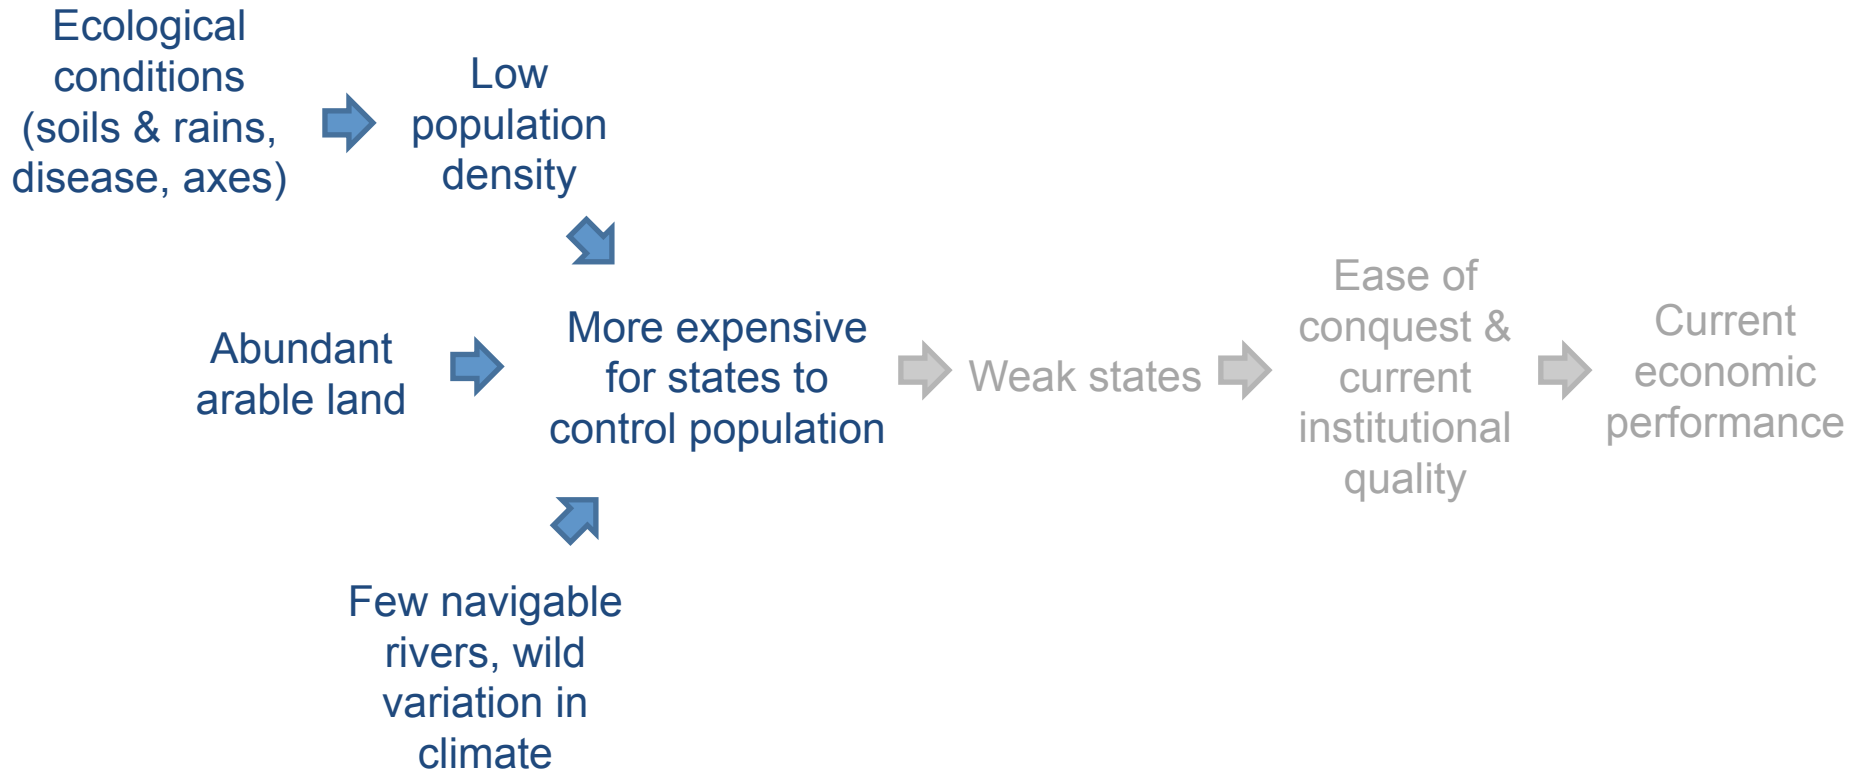 Ecological
conditions
(soils & rains,
disease, axes)
Low
population
density
Abundant
arable land
More expensive
for states to
control population
Weak states
Ease of
conquest &
current
institutional
quality
Current
economic
performance
Few navigable
rivers, wild
variation in
climate